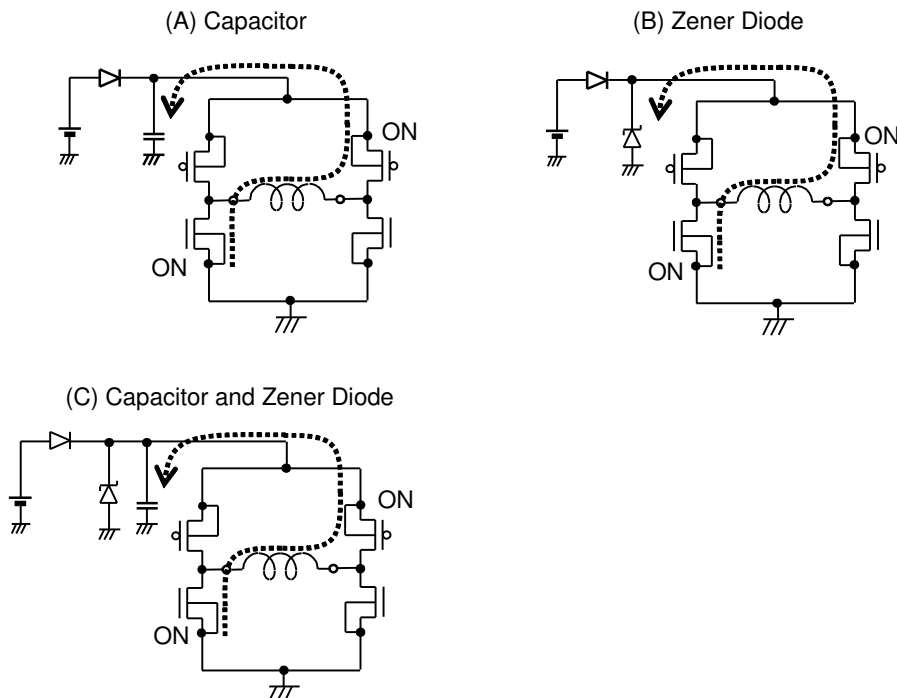 (A) Capacitor
(B) Zener Diode
ON
ON
ON
ON
(C) Capacitor and Zener Diode
ON
ON